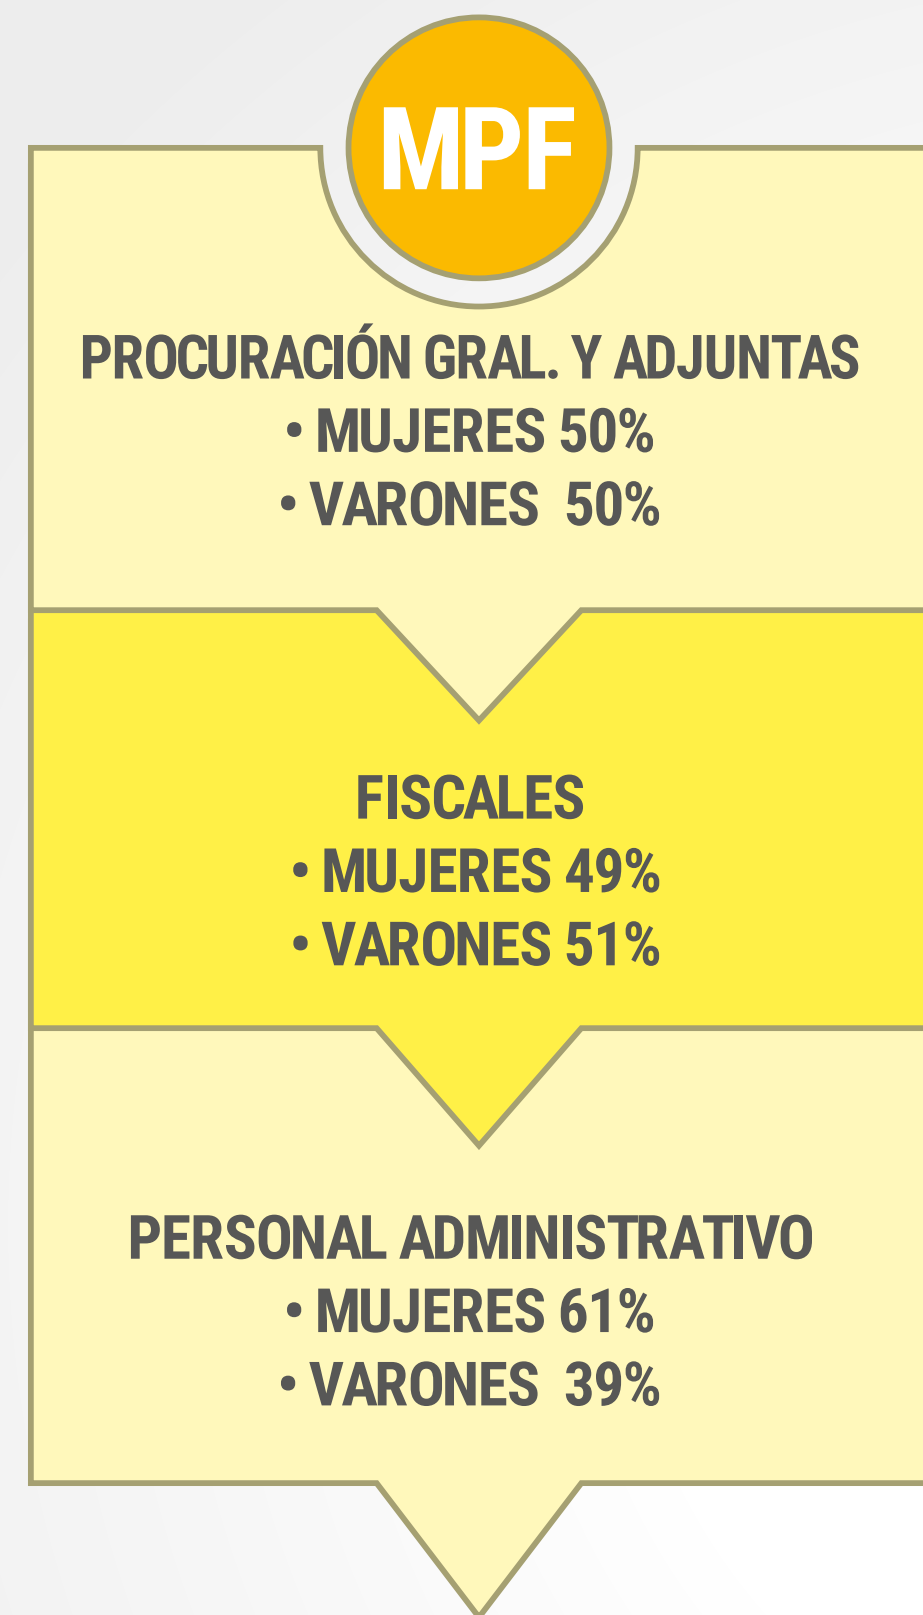 MPF
PROCURACIÓN GRAL. Y ADJUNTAS
• MUJERES 50%
• VARONES 50%
FISCALES
• MUJERES 49%
• VARONES 51%
PERSONAL ADMINISTRATIVO
• MUJERES 61%
• VARONES 39%